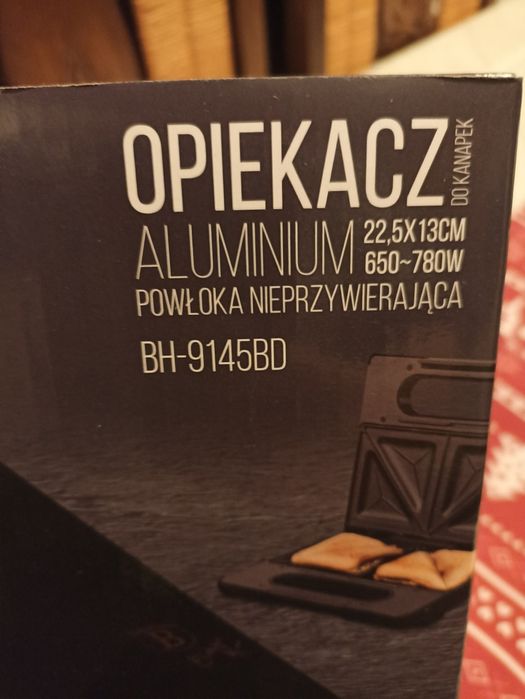 OPIEKACZ
DO KANAPEK
ALUMINIUM
22,5X13CM
650~780W
POWŁOKA NIEPRZYWIERAJĄCA
BH-9145BD